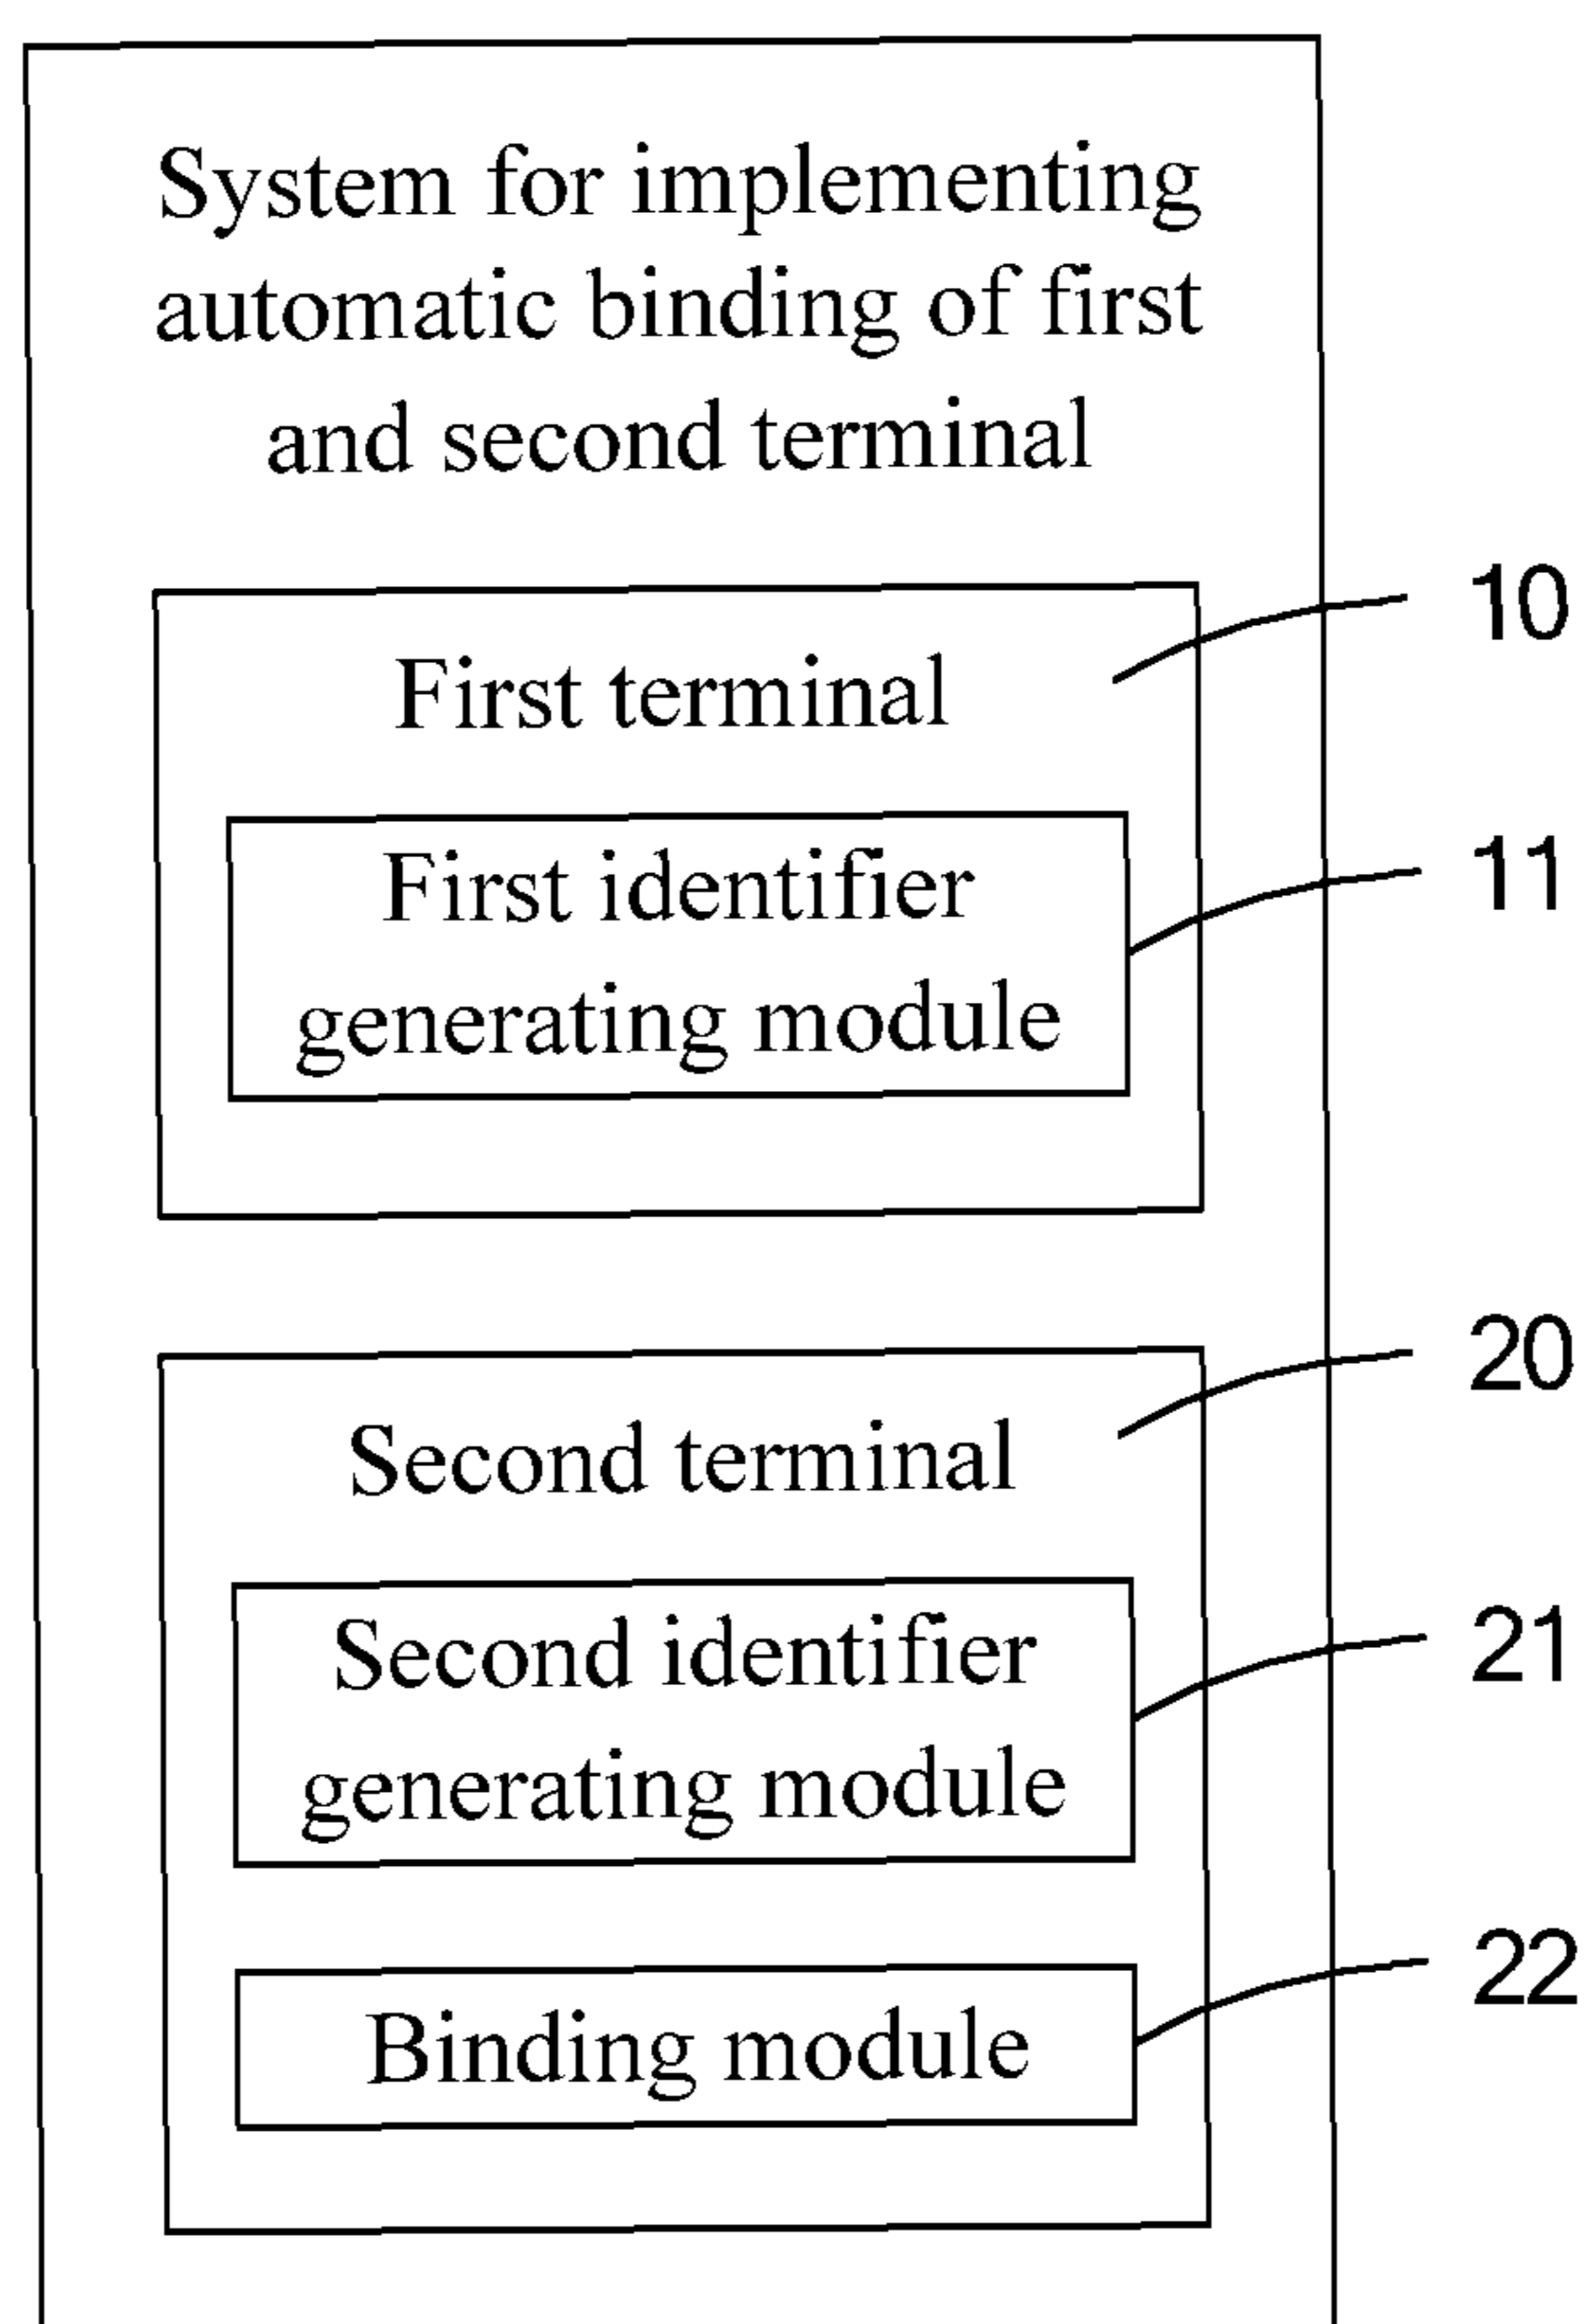 System for implementing
automatic binding of first
and second terminal
10
First terminal
11
First identifier
generating module
20
Second terminal
21
Second identifier
generating module
22
Binding module